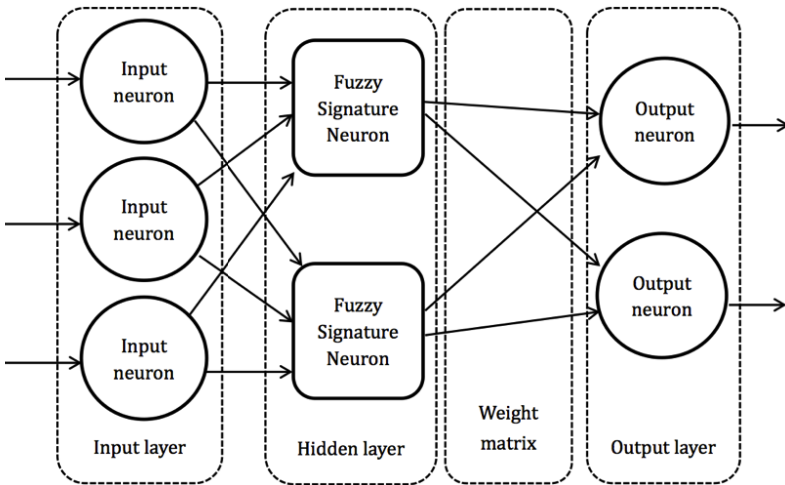 Input
neuron
Input
neuron
Input
neuron
Input layer
Fuzzy
Signature
Neuron
Fuzzy
Signature
Neuron
Hidden layer
Weight
matrix
Output
neuron
Output
neuron
Output layer